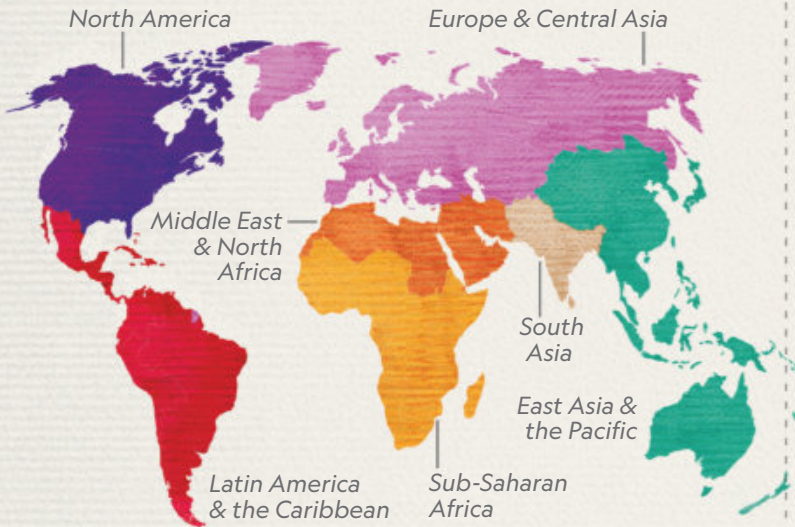 North America
Europe & Central Asia
Middle East
& North
Africa
South
Asia
East Asia &
the Pacific
Latin America
& the Caribbean
Sub-Saharan
Africa